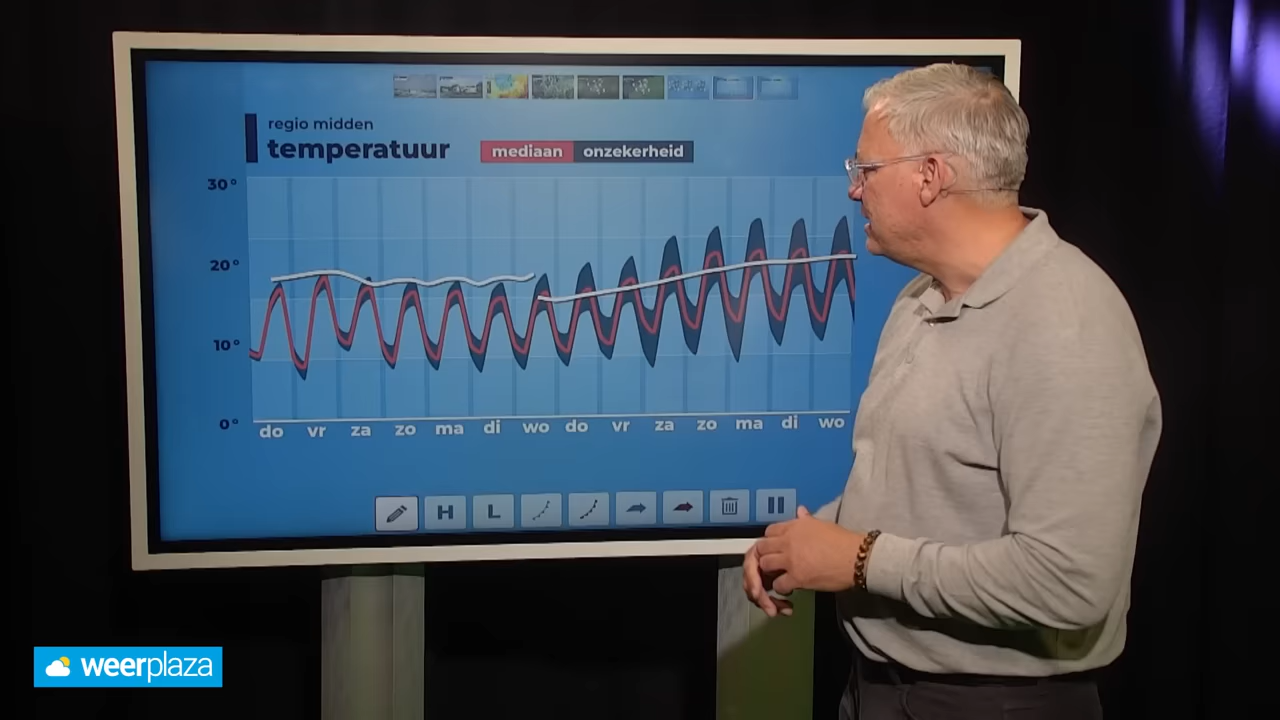 regio midden
temperatuur
mediaan onzekerheid
30°
20°
10°
0°
do vr za zo ma di wo do vr za zo ma di wo
H L
weerplaza